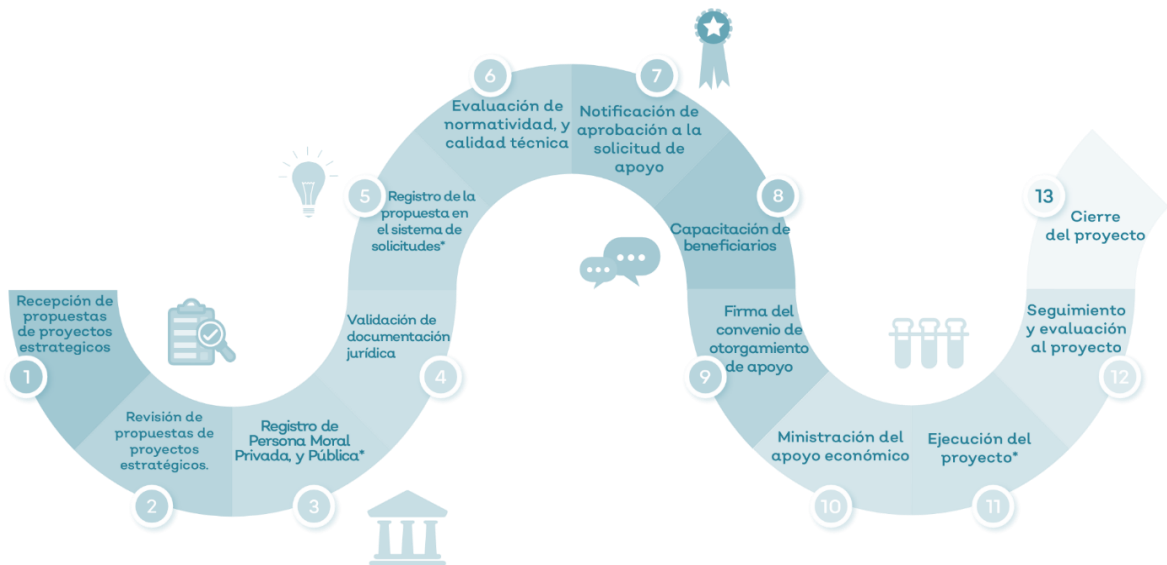 1
Recepción de
propuestas
de proyectos
estrategicos
2
Revisión de
propuestas de
proyectos
estratégicos.
3
Registro de
Persona Moral
Privada, y Pública*
4
Validación de
documentación
jurídica
5
Registro de la
propuesta en
el sistema de
solicitudes*
6
Evaluación de
normatividad, y
calidad técnica
7
Notificación de
aprobación a la
solicitud de
apoyo
8
Capacitación de
beneficiarios
9
Firma del
convenio de
otorgamiento
de apoyo
10
Ministración del
apoyo económico
11
Ejecución del
proyecto*
12
Seguimiento
y evaluación
al proyecto
13
Cierre
del proyecto